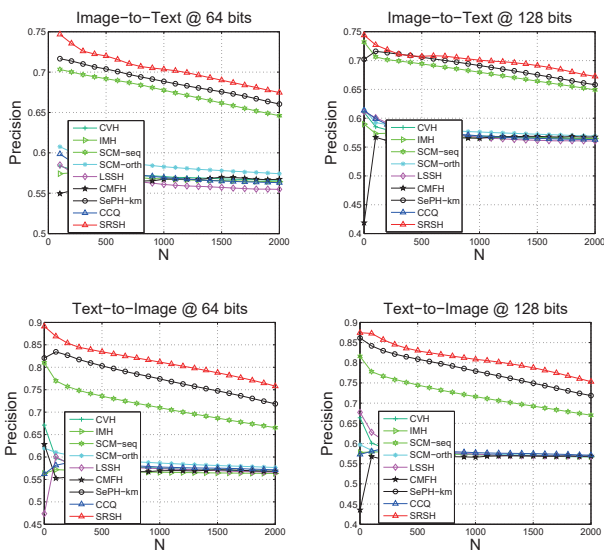 Image-to-Text @ 64 bits
0.75
0.7
0.65
0.6
0.55
0.5
Precision
CVH
IMH
SCM-seq
SCM-orth
LSSH
CMFH
SePH-km
CCQ
SRSH
0 500 1000 1500 2000
N
Image-to-Text @ 128 bits
0.75
0.7
0.65
0.6
0.55
0.5
0.45
0.4
Precision
CVH
IMH
SCM-seq
SCM-orth
LSSH
CMFH
SePH-km
CCQ
SRSH
0 500 1000 1500 2000
N
Text-to-Image @ 64 bits
0.9
0.85
0.8
0.75
0.7
0.65
0.6
0.55
0.5
0.45
Precision
CVH
IMH
SCM-seq
SCM-orth
LSSH
CMFH
SePH-km
CCQ
SRSH
0 500 1000 1500 2000
N
Text-to-Image @ 128 bits
0.9
0.85
0.8
0.75
0.7
0.65
0.6
0.55
0.5
0.45
0.4
Precision
CVH
IMH
SCM-seq
SCM-orth
LSSH
CMFH
SePH-km
CCQ
SRSH
0 500 1000 1500 2000
N